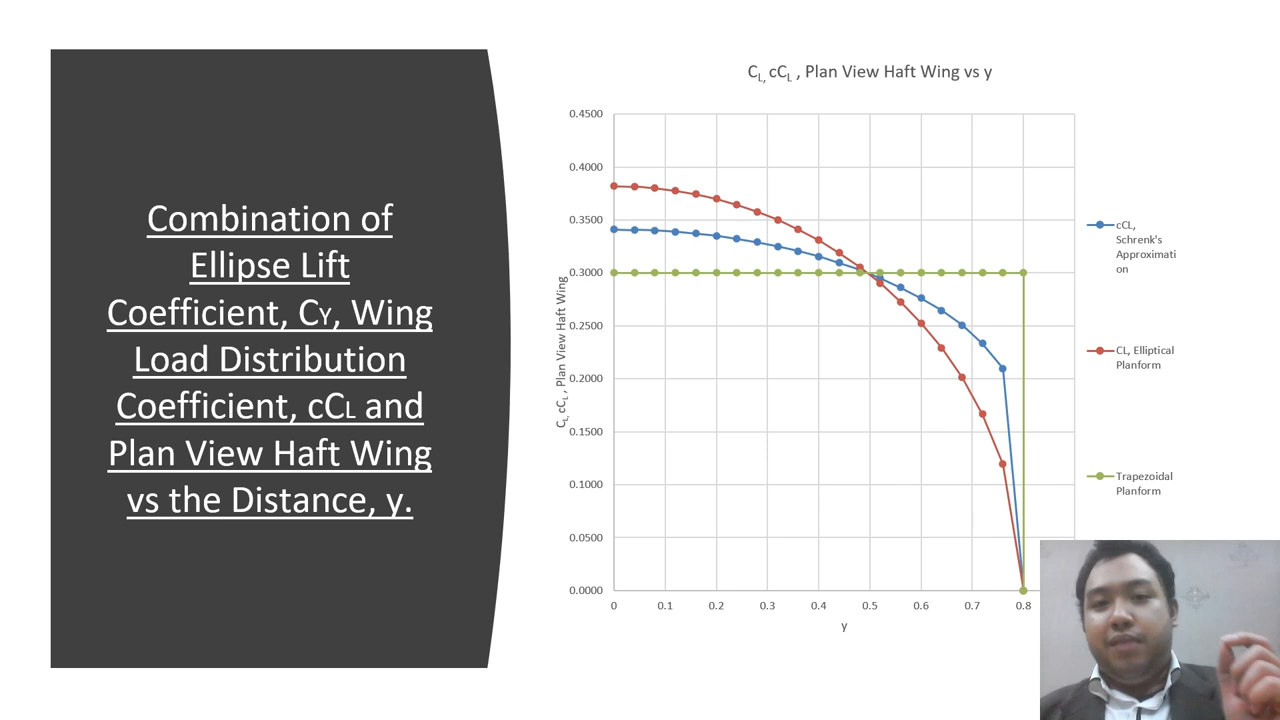 Combination of
Ellipse Lift
Coefficient, CY, Wing
Load Distribution
Coefficient, cCL and
Plan View Haft Wing
vs the Distance, y.
CL, cCL , Plan View Haft Wing vs y
CL, cCL , Plan View Haft Wing
0.4500
0.4000
0.3500
0.3000
0.2500
0.2000
0.1500
0.1000
0.0500
0.0000
0 0.1 0.2 0.3 0.4 0.5 0.6 0.7 0.8
y
cCL,
Schrenk's
Approximati
on
CL, Elliptical
Planform
Trapezoidal
Planform